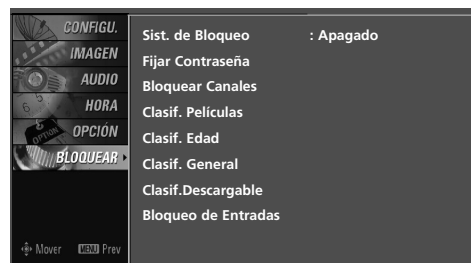 CONFIGU.
IMAGEN
AUDIO
HORA
OPCIÓN
BLOQUEAR
Sist. de Bloqueo : Apagado
Fijar Contraseña
Bloquear Canales
Clasif. Películas
Clasif. Edad
Clasif. General
Clasif.Descargable
Bloqueo de Entradas
Mover MENU Prev